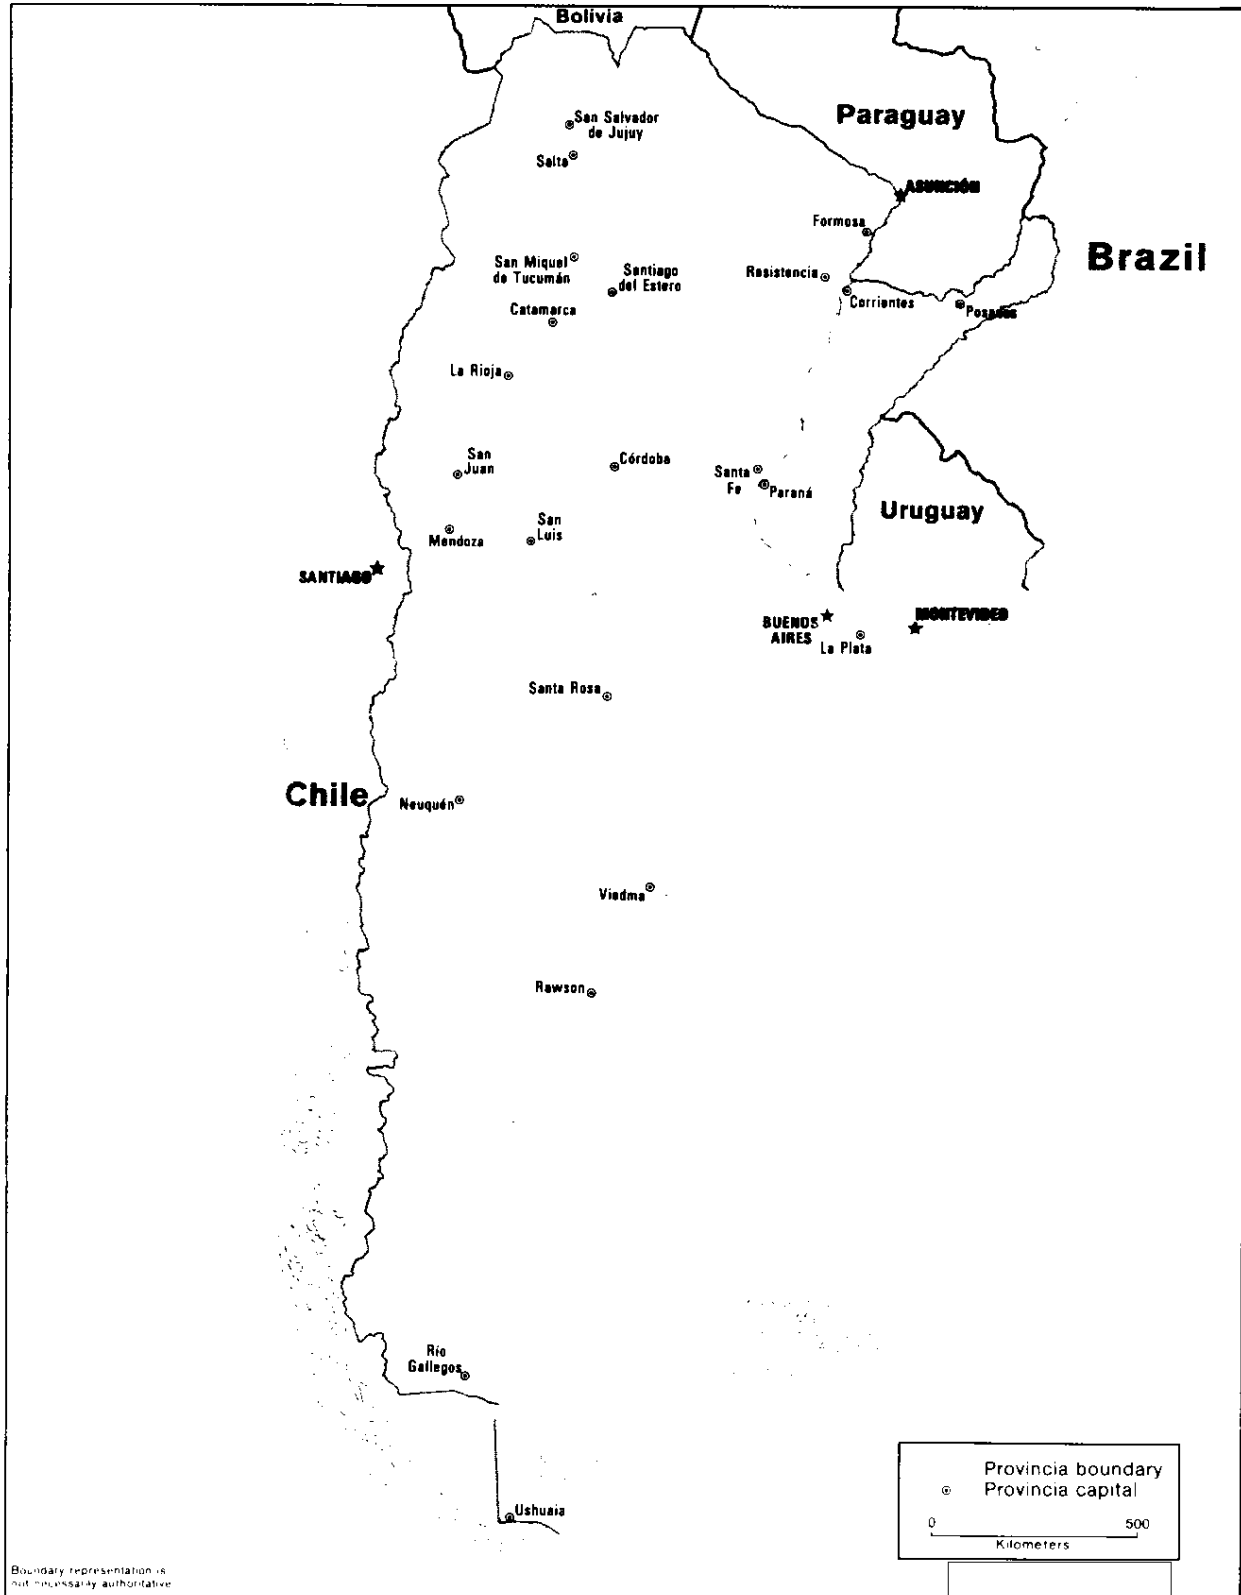 Bolivia
San Salvador
de Jujuy
Salta
Paraguay
ASUNCIÓN
Formosa
Brazil
San Miquel
de Tucumán
Santiago
del Estero
Resistencia
Corrientes
Posadas
Catamarca
La Rioja
San
Juan
Córdoba
Santa
Fe
Paraná
Uruguay
Mendoza
San
Luis
SANTIAGO
BUENOS
AIRES
MONTEVIDEO
La Plata
Santa Rosa
Chile
Neuquén
Viedma
Rawson
Río
Gallegos
Ushuaia
Provincia boundary
Provincia capital
0 500
Kilometers
Boundary representation is
not necessarily authoritative